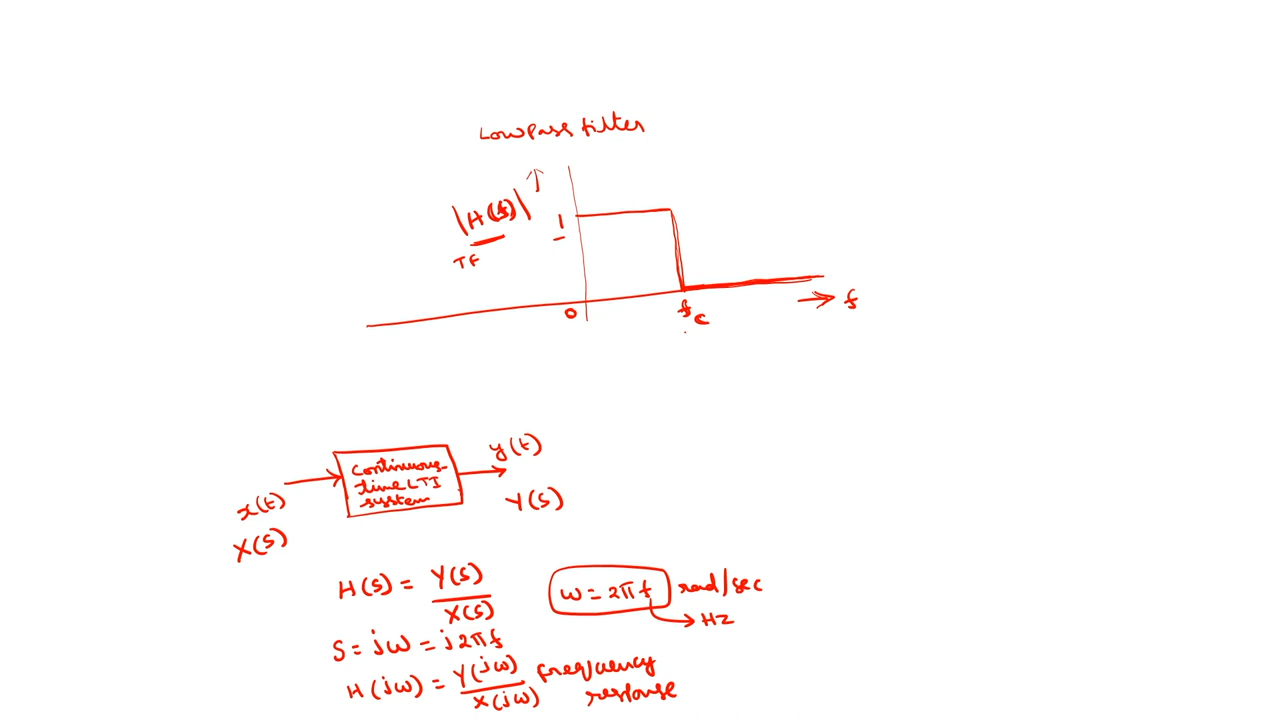 Lowpass filter
|H(f)| ↑
1
TF
0
fc
→ f
x(t)
X(s)
Continuous-
time LTI
system
y(t)
Y(s)
H(s) = Y(s)/X(s)
ω = 2πf rad/sec
→ Hz
S = jω = j2πf
H(jω) = Y(jω)/X(jω) frequency
response